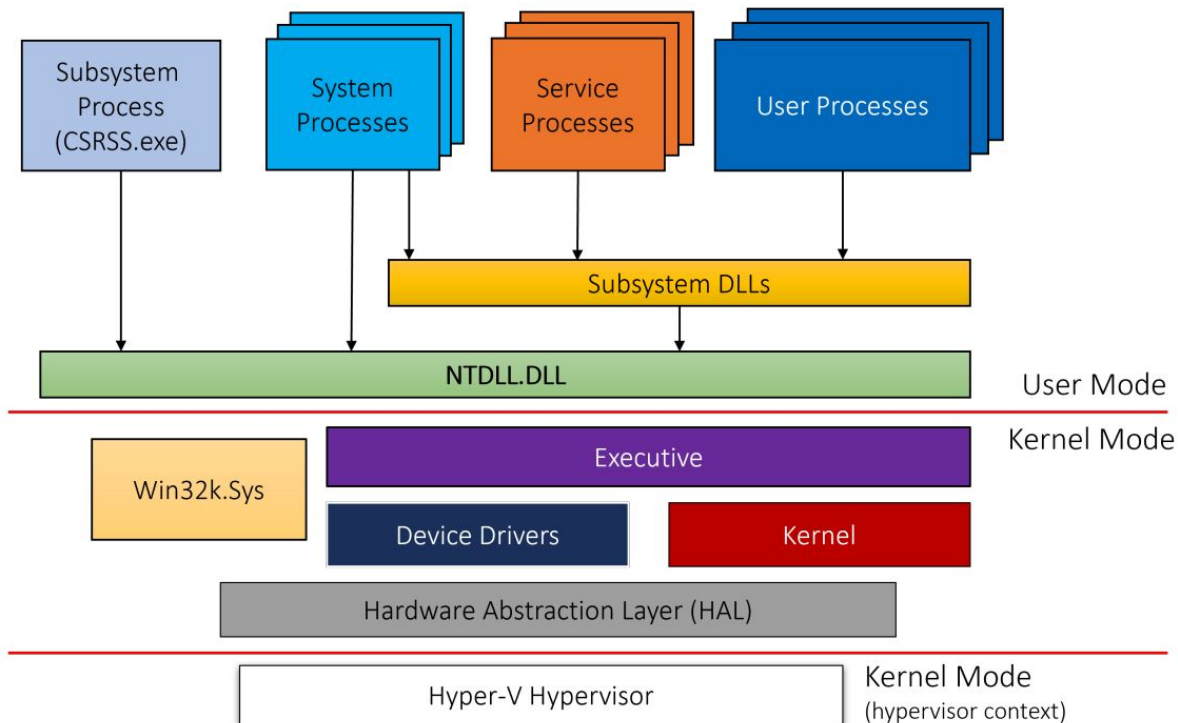 Subsystem
Process
(CSRSS.exe)
System
Processes
Service
Processes
User Processes
Subsystem DLLs
NTDLL.DLL
User Mode
Kernel Mode
Executive
Win32k.Sys
Device Drivers
Kernel
Hardware Abstraction Layer (HAL)
Kernel Mode
(hypervisor context)
Hyper-V Hypervisor